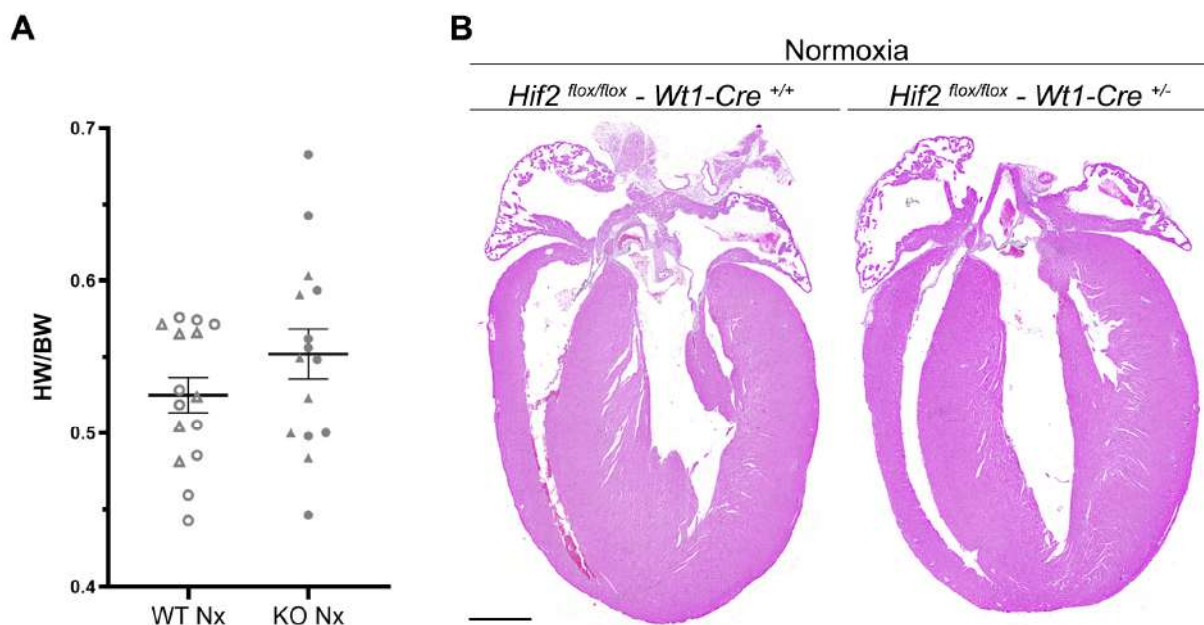 A
0.7
0.6
0.5
0.4
HW/BW
WT Nx
KO Nx
B
Normoxia
Hif2 flox/flox - Wt1-Cre +/+
Hif2 flox/flox - Wt1-Cre +/-